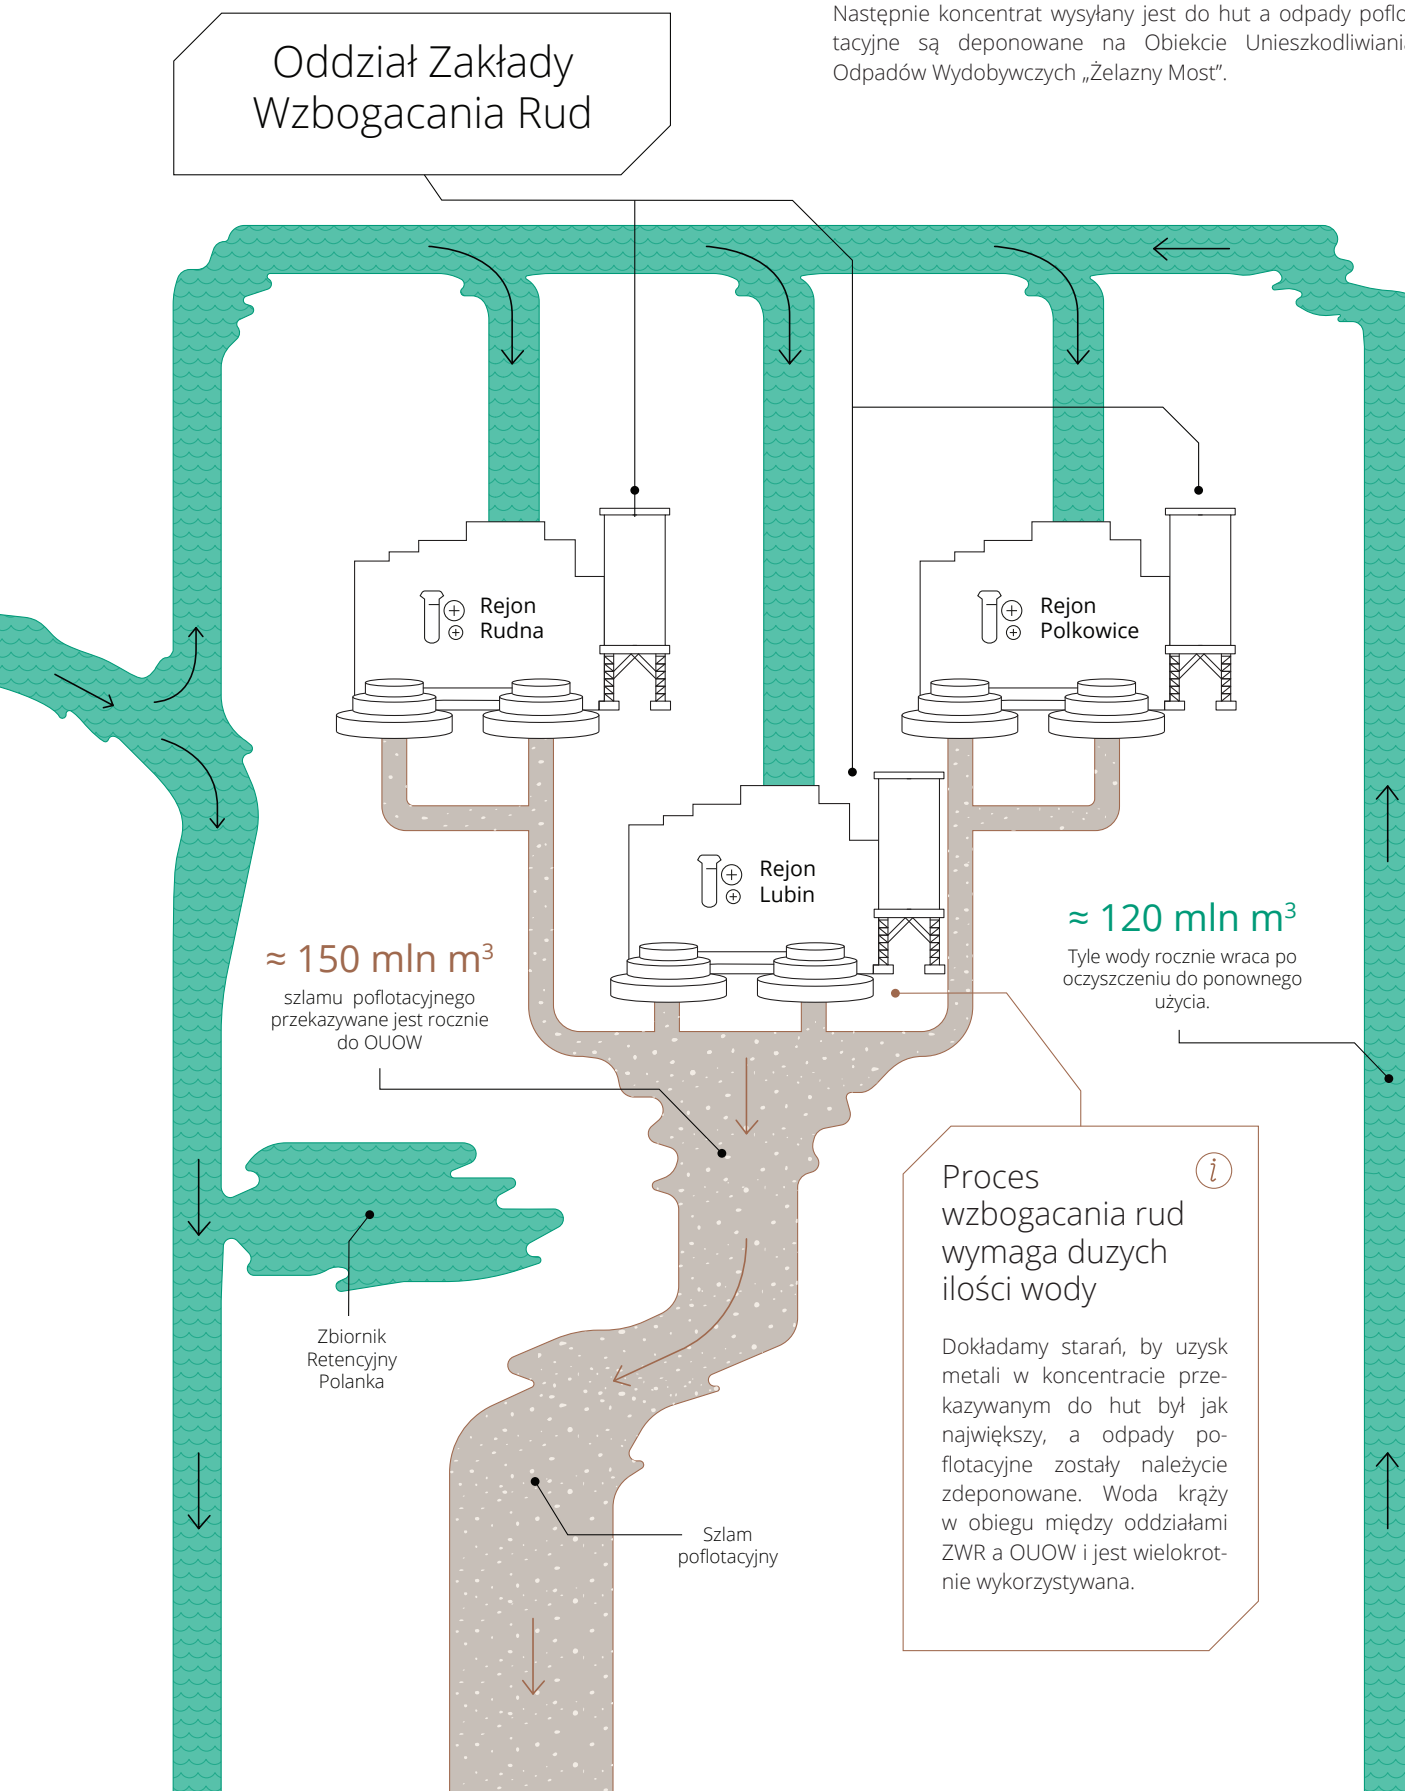 Następnie koncentrat wysyłany jest do hut a odpady poflo-
tacyjne są deponowane na Obiekcie Unieszkodliwiania
Odpadów Wydobywczych „Żelazny Most”.
Oddział Zakłady
Wzbogacania Rud
Rejon
Rudna
Rejon
Polkowice
Rejon
Lubin
≈ 150 mln m³
szlamu poflotacyjnego
przekazywane jest rocznie
do OUOW
≈ 120 mln m³
Tyle wody rocznie wraca po
oczyszczeniu do ponownego
użycia.
Zbiornik
Retencyjny
Polanka
Szlam
poflotacyjny
i
Proces
wzbogacania rud
wymaga duzych
ilości wody
Dokładamy starań, by uzysk
metali w koncentracie prze-
kazywanym do hut był jak
największy, a odpady po-
flotacyjne zostały należycie
zdeponowane. Woda krąży
w obiegu między oddziałami
ZWR a OUOW i jest wielokrot-
nie wykorzystywana.